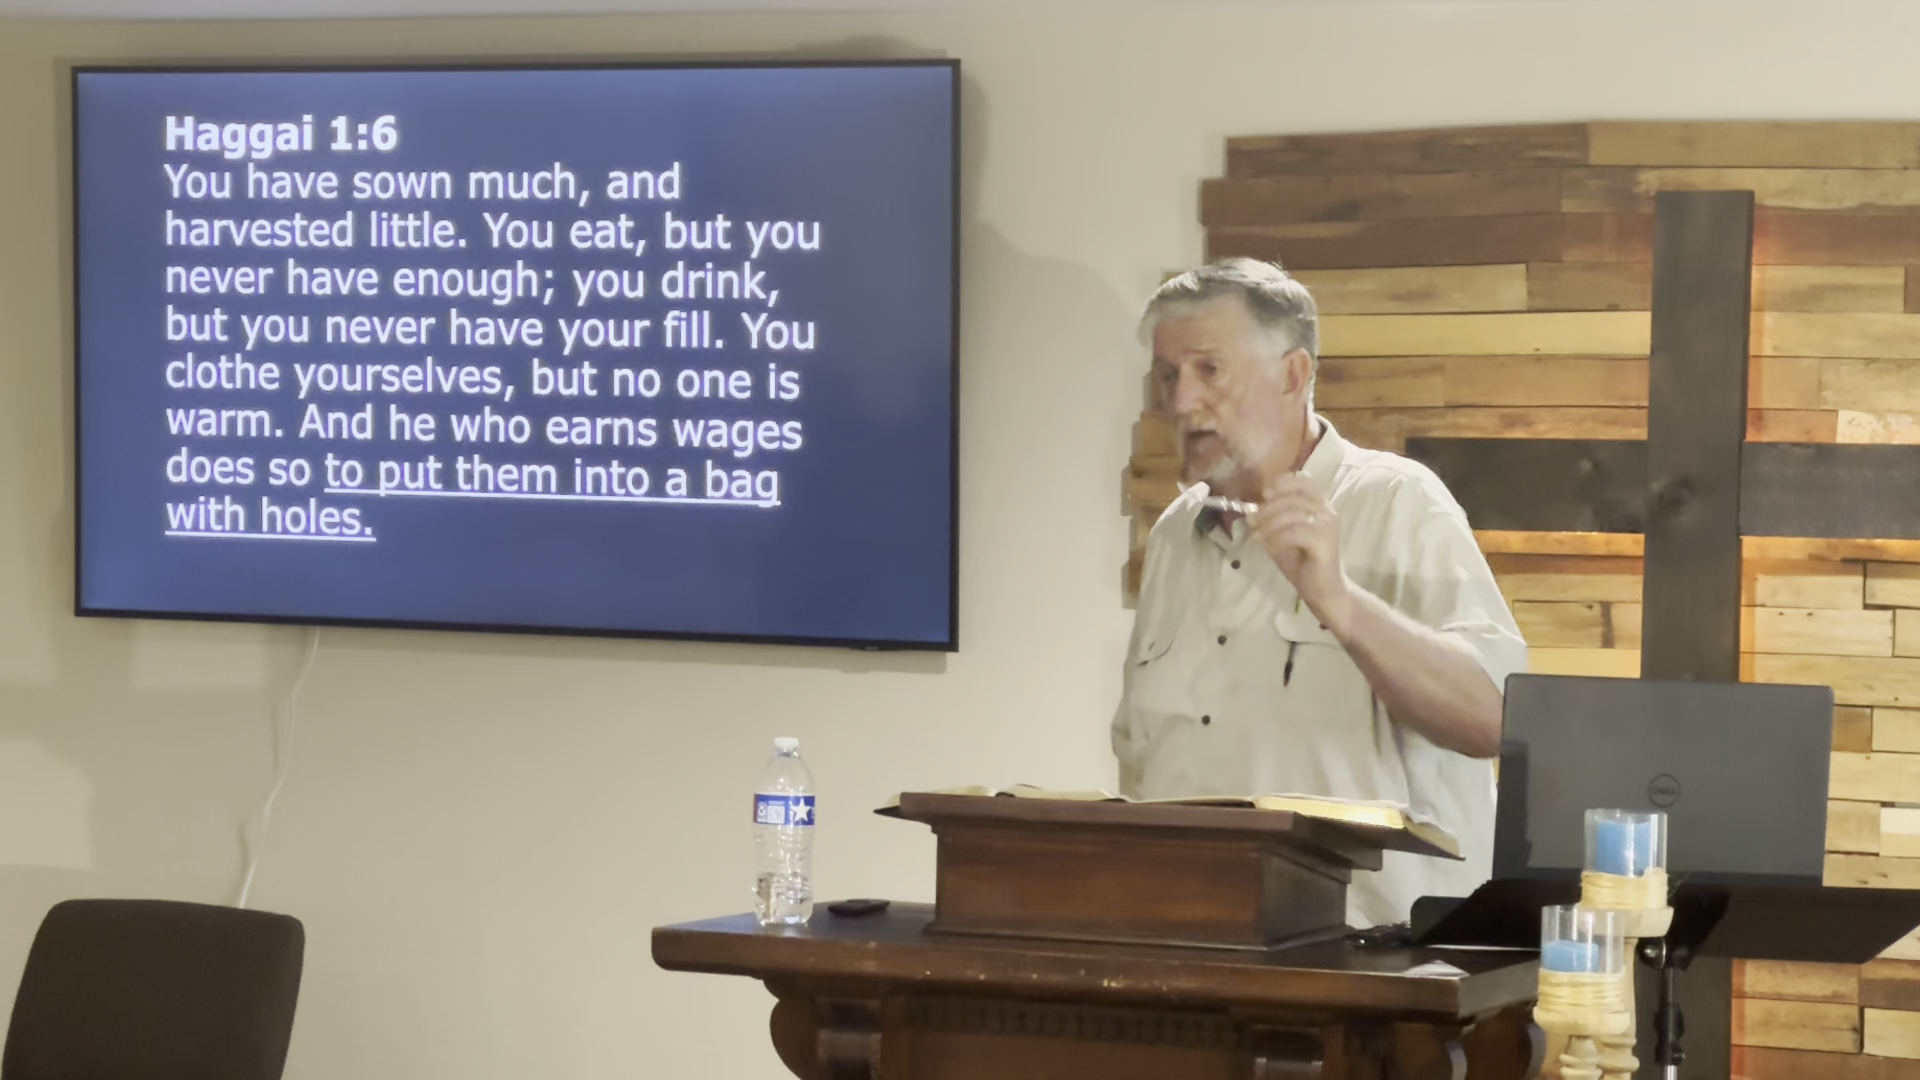 Haggai 1:6
You have sown much, and
harvested little. You eat, but you
never have enough; you drink,
but you never have your fill. You
clothe yourselves, but no one is
warm. And he who earns wages
does so to put them into a bag
with holes.
DELL